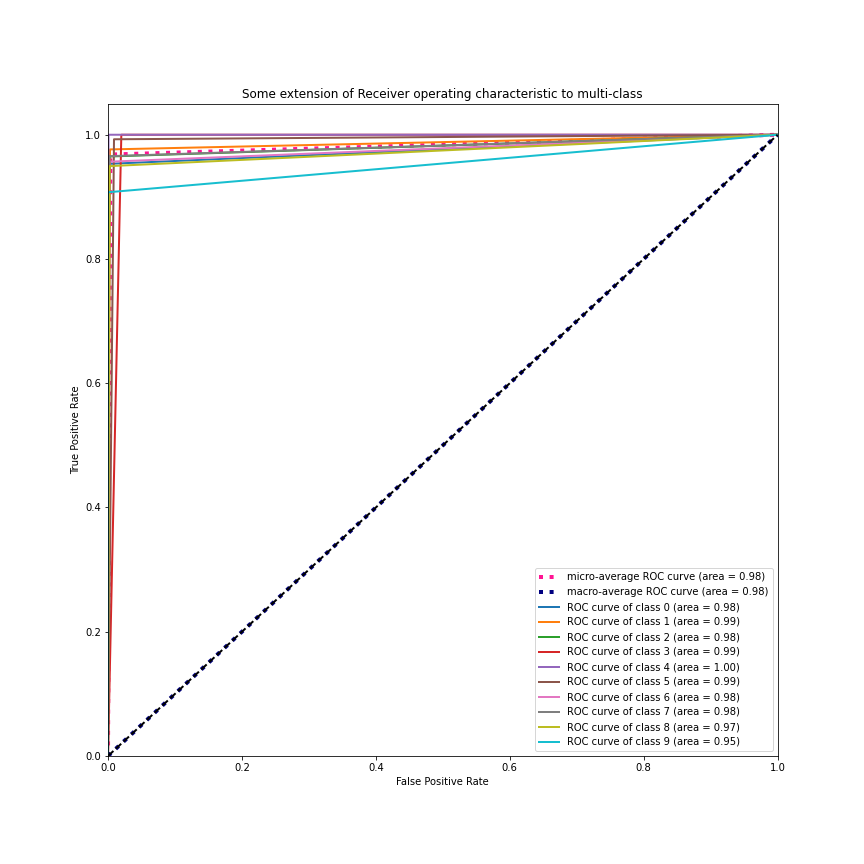 Some extension of Receiver operating characteristic to multi-class
1.0
0.8
0.6
0.4
0.2
0.0
True Positive Rate
0.0 0.2 0.4 0.6 0.8 1.0
False Positive Rate
micro-average ROC curve (area = 0.98)
macro-average ROC curve (area = 0.98)
ROC curve of class 0 (area = 0.98)
ROC curve of class 1 (area = 0.99)
ROC curve of class 2 (area = 0.98)
ROC curve of class 3 (area = 0.99)
ROC curve of class 4 (area = 1.00)
ROC curve of class 5 (area = 0.99)
ROC curve of class 6 (area = 0.98)
ROC curve of class 7 (area = 0.98)
ROC curve of class 8 (area = 0.97)
ROC curve of class 9 (area = 0.95)